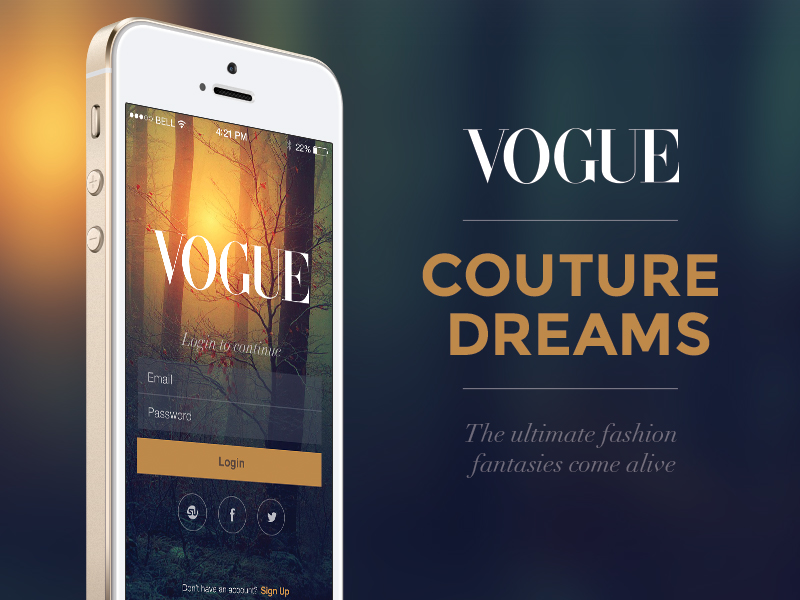 BELL
4:21 PM
22%
VOGUE
Login to continue
Email
Password
Login
Don't have an account? Sign Up
VOGUE
COUTURE
DREAMS
The ultimate fashion
fantasies come alive